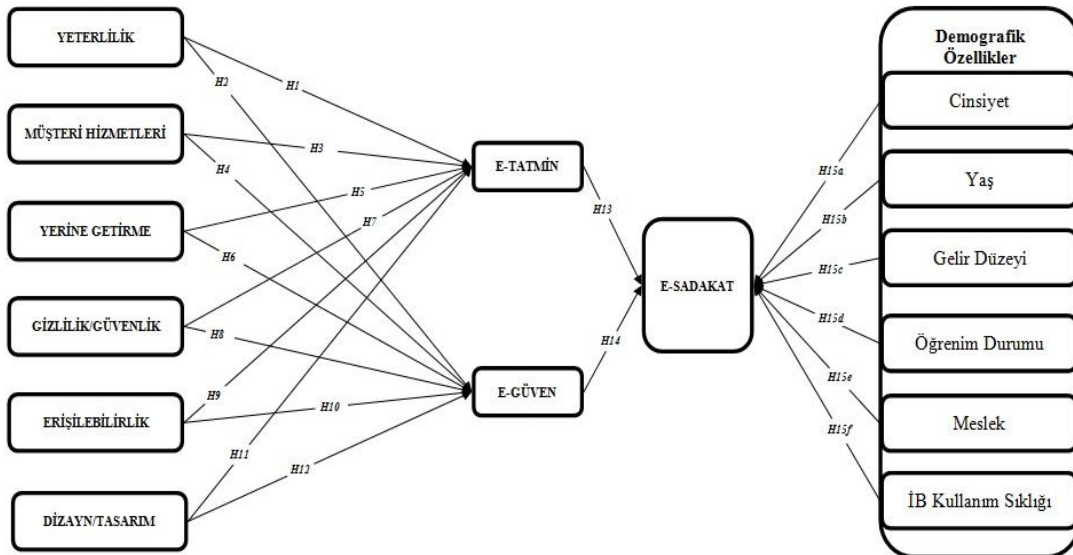 YETERLİLİK
MÜŞTERİ HİZMETLERİ
YERİNE GETİRME
GİZLİLİK/GÜVENLİK
ERİŞİLEBİLİRLİK
DİZAYN/TASARIM
H1
H2
H3
H4
H5
H7
H6
H8
H9
H10
H11
H12
E-TATMİN
E-GÜVEN
H13
H14
E-SADAKAT
H15a
H15b
H15c
H15d
H15e
H15f
Demografik
Özellikler
Cinsiyet
Yaş
Gelir Düzeyi
Öğrenim Durumu
Meslek
İB Kullanım Sıklığı